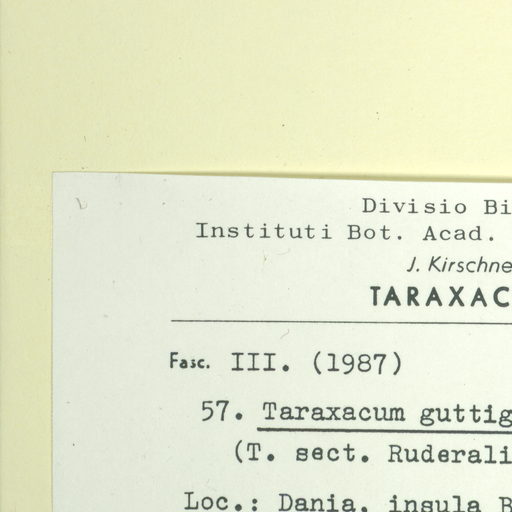 Divisio Bi
Instituti Bot. Acad.
J. Kirschne
TARAXAC
Fasc. III. (1987)
57. Taraxacum guttig
(T. sect. Ruderali
Loc.: Dania, insula B